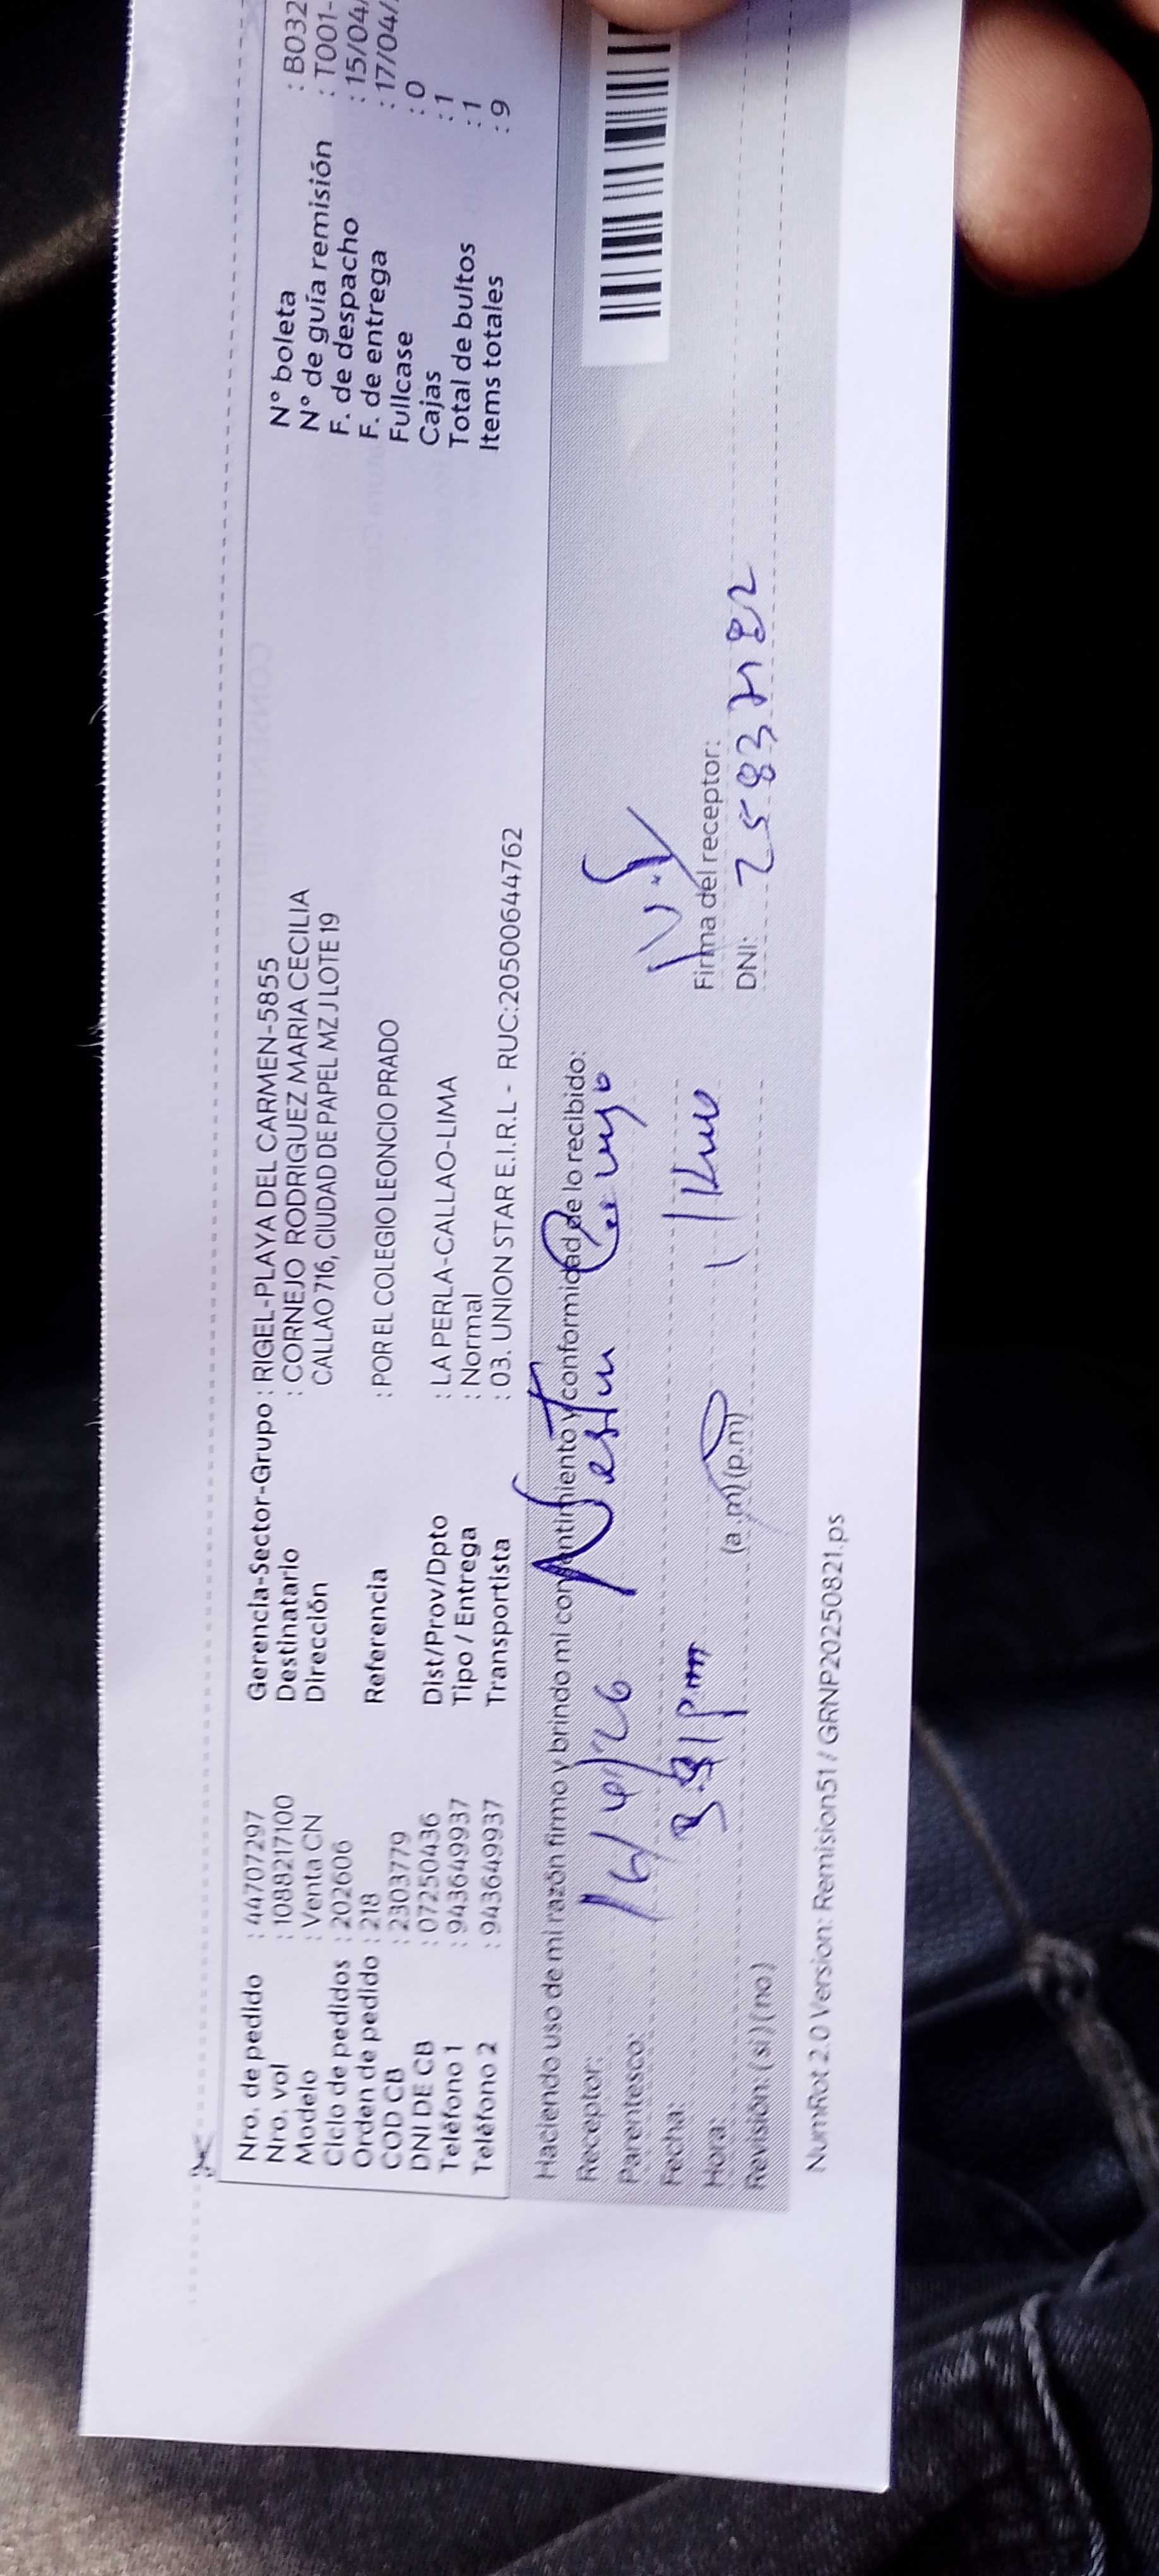 Nro. de pedido : 44707297
Nro. vol : 1088217100
Modelo : Venta CN
Ciclo de pedidos : 202606
Orden de pedido : 218
COD CB : 2303779
DNI DE CB : 07250436
Teléfono 1 : 943649937
Teléfono 2 : 943649937
Gerencia-Sector-Grupo : RIGEL-PLAYA DEL CARMEN-5855
Destinatario : CORNEJO RODRIGUEZ MARIA CECILIA
Dirección CALLAO 716, CIUDAD DE PAPEL MZ J LOTE 19
Referencia : POR EL COLEGIO LEONCIO PRADO
Dist/Prov/Dpto : LA PERLA-CALLAO-LIMA
Tipo / Entrega : Normal
Transportista : 03. UNION STAR E.I.R.L - RUC:20500644762
N° boleta : B032
N° de guía remisión : T001-
F. de despacho : 15/04/
F. de entrega : 17/04/
Fullcase : 0
Cajas : 1
Total de bultos : 1
Items totales : 9
Haciendo uso de mi razón firmo y brindo mi consentimiento y conformidad de lo recibido:
Receptor:
Parentesco:
Fecha: 16/4/26
Hora: pm (a.m) (p.m)
Revisión: (si) (no)
Firma del receptor:
DNI:
NumRot 2.0 Version: Remision51 / GRNP20250821.ps